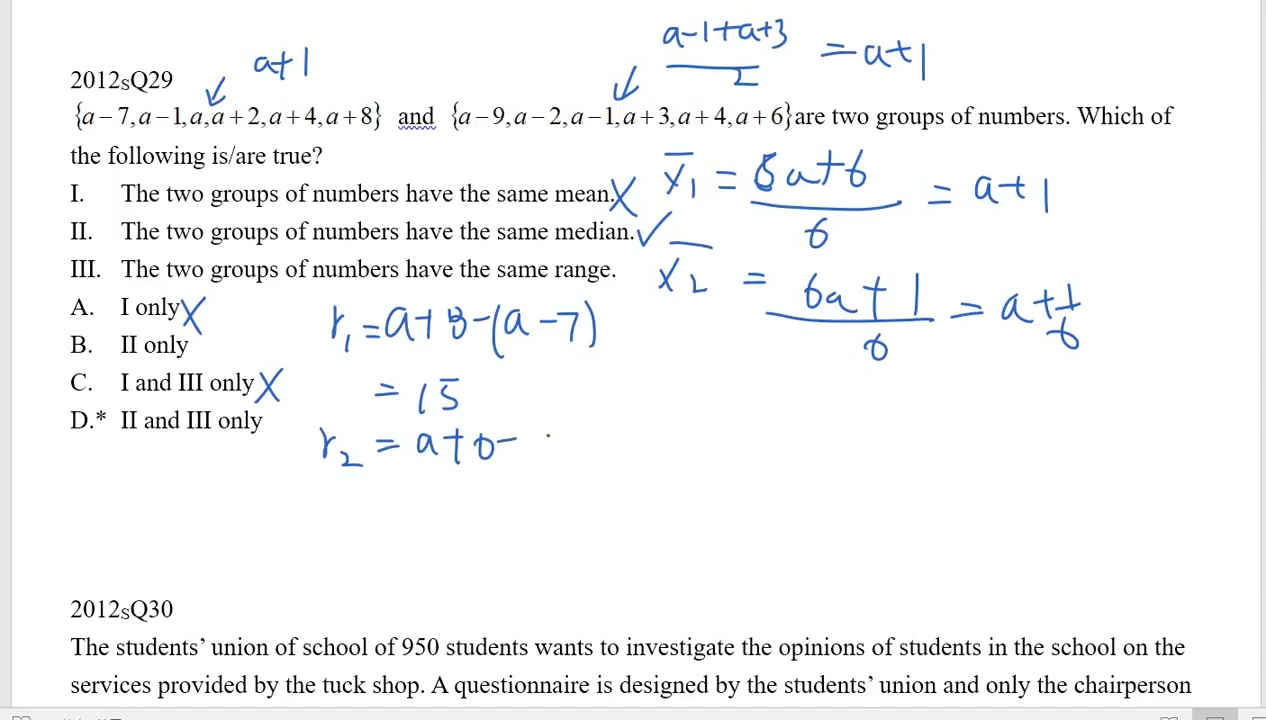 a-1+a+3
2
= a+1
a+1
2012sQ29
{a − 7, a − 1, a, a + 2, a + 4, a + 8} and {a − 9, a − 2, a − 1, a + 3, a + 4, a + 6} are two groups of numbers. Which of
the following is/are true?
I. The two groups of numbers have the same mean. X
x̄₁ = 6a+6 / 6 = a+1
II. The two groups of numbers have the same median. ✓
III. The two groups of numbers have the same range.
x̄₂ = 6a+1 / 6 = a+1/6
A. I only X
r₁ = a+8-(a-7)
B. II only
C. I and III only X
= 15
D.* II and III only
r₂ = a+6-
2012sQ30
The students’ union of school of 950 students wants to investigate the opinions of students in the school on the
services provided by the tuck shop. A questionnaire is designed by the students’ union and only the chairperson